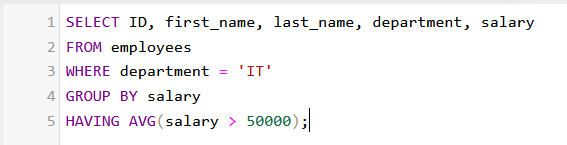 1 SELECT ID, first_name, last_name, department, salary
2 FROM employees
3 WHERE department = 'IT'
4 GROUP BY salary
5 HAVING AVG(salary > 50000);